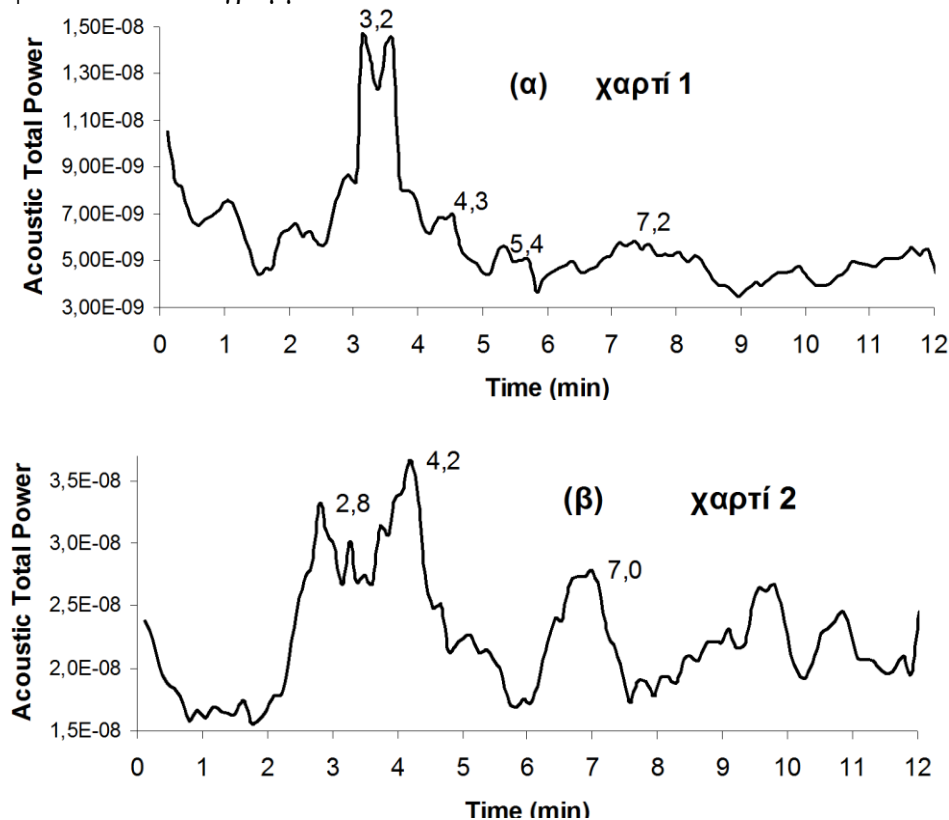 1,50E-08
1,30E-08
1,10E-08
9,00E-09
7,00E-09
5,00E-09
3,00E-09
Acoustic Total Power
3,2
4,3
5,4
7,2
(α) χαρτί 1
0 1 2 3 4 5 6 7 8 9 10 11 12
Time (min)
3,5E-08
3,0E-08
2,5E-08
2,0E-08
1,5E-08
Acoustic Total Power
2,8
4,2
7,0
(β) χαρτί 2
0 1 2 3 4 5 6 7 8 9 10 11 12
Time (min)